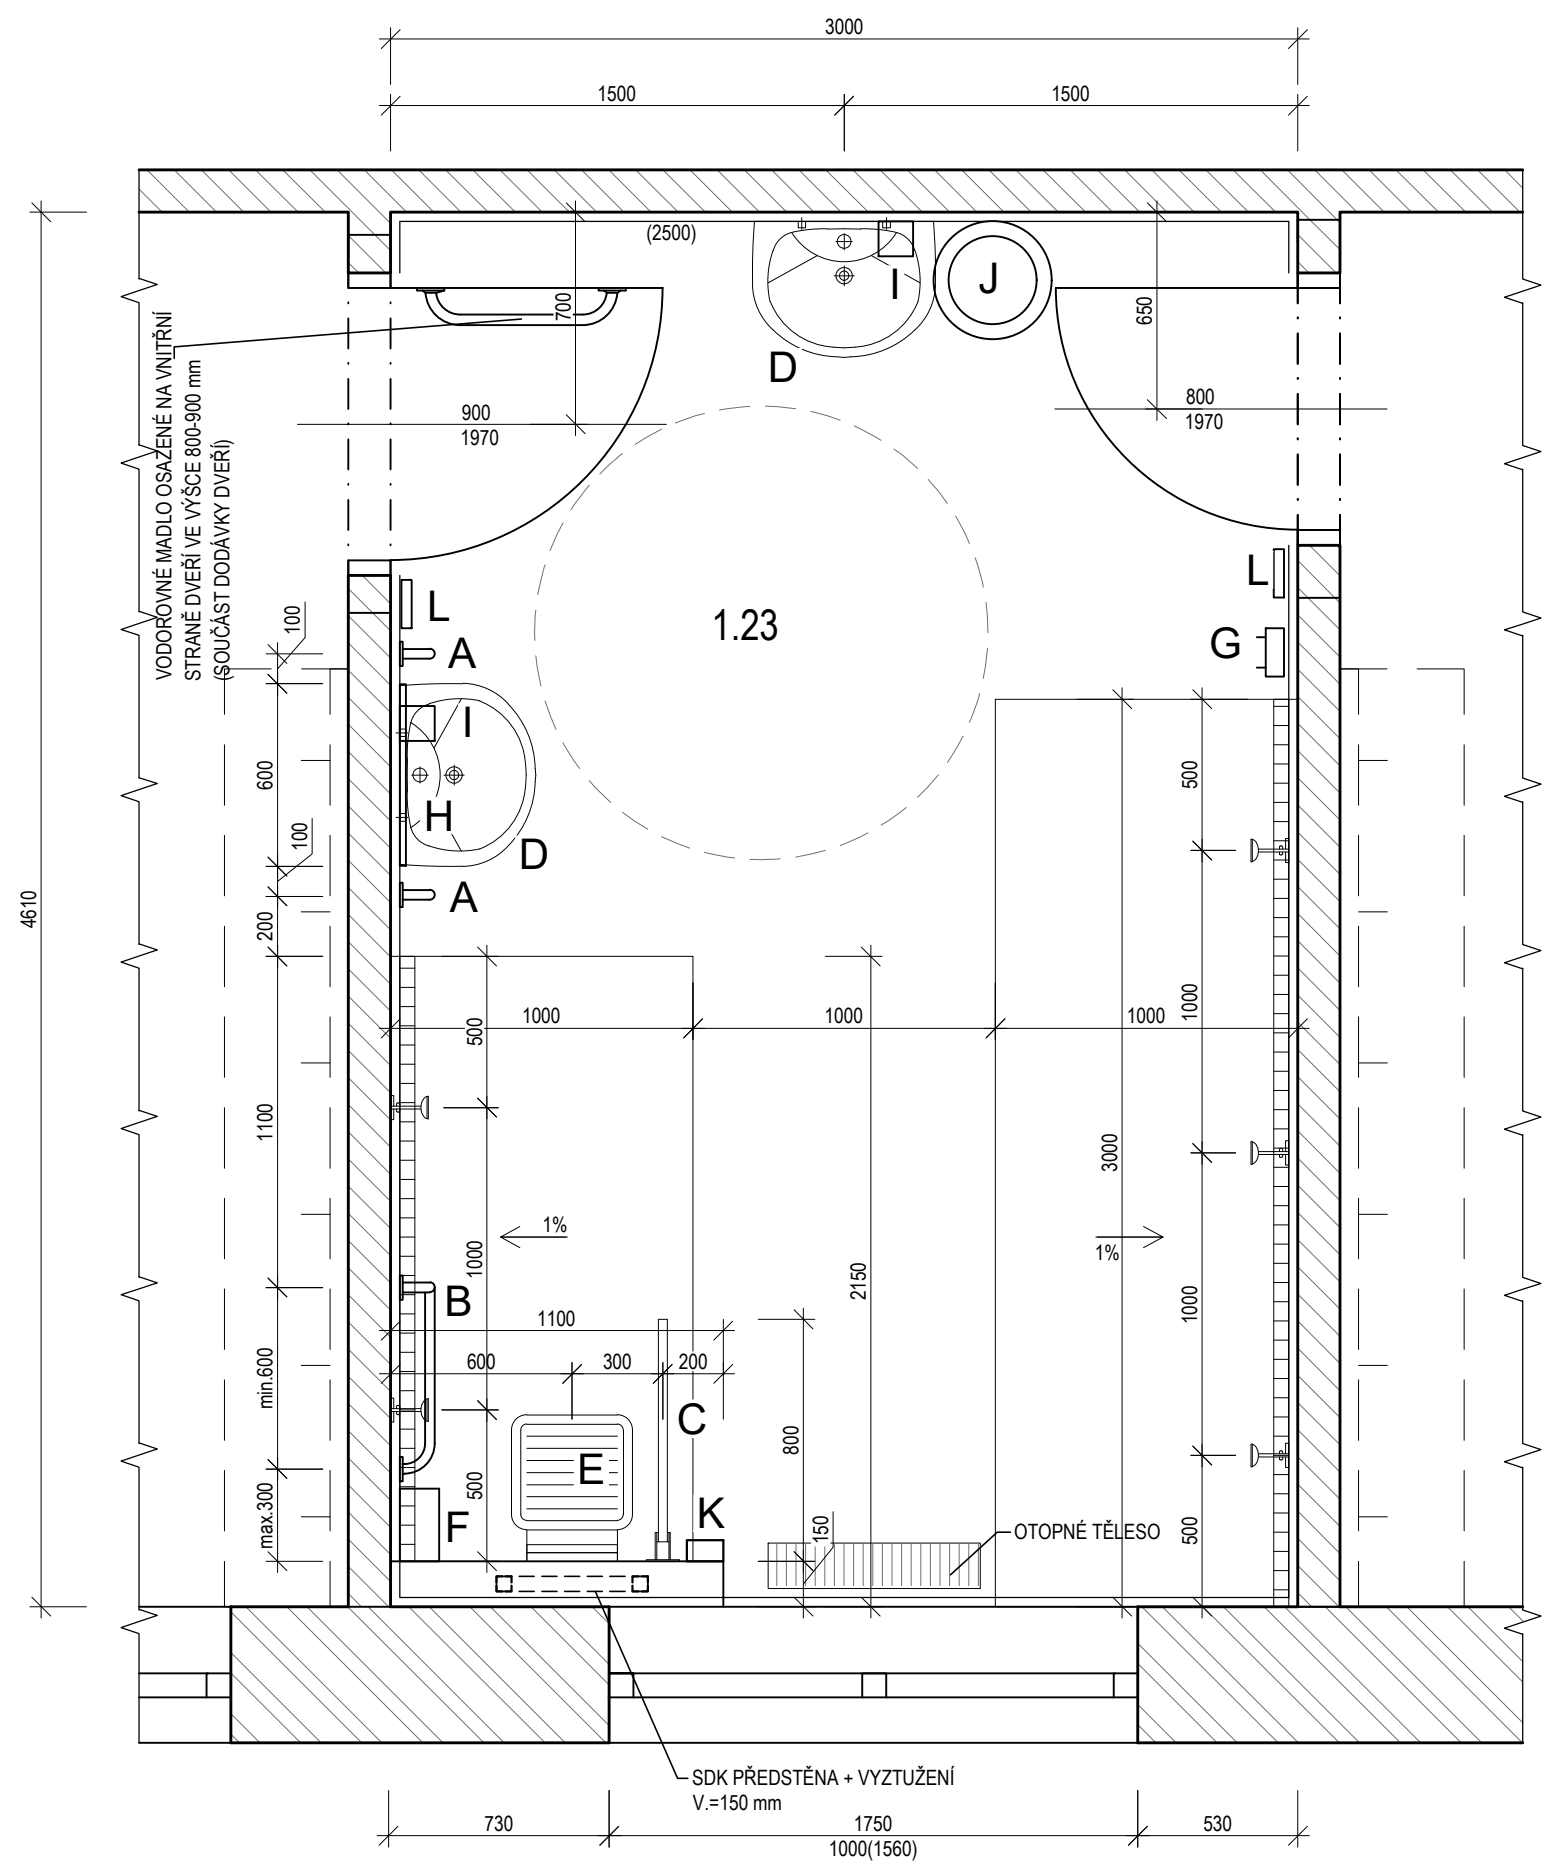 3000
1500
1500
(2500)
700
650
I
J
D
900
1970
800
1970
VODOROVNÉ MADLO OSAZENÉ NA VNITŘNÍ
STRANĚ DVEŘÍ VE VÝŠCE 800-900 mm
(SOUČÁST DODÁVKY DVEŘÍ)
L
L
1.23
100
A
G
I
600
500
H
D
100
A
4610
200
1000
1000
1000
500
1000
1100
3000
1%
1%
1000
2150
B
1100
1000
min.600
600
300
200
C
800
E
500
max.300
F
K
150
OTOPNÉ TĚLESO
500
SDK PŘEDSTĚNA + VYZTUŽENÍ
V.=150 mm
730
1750
1000(1560)
530